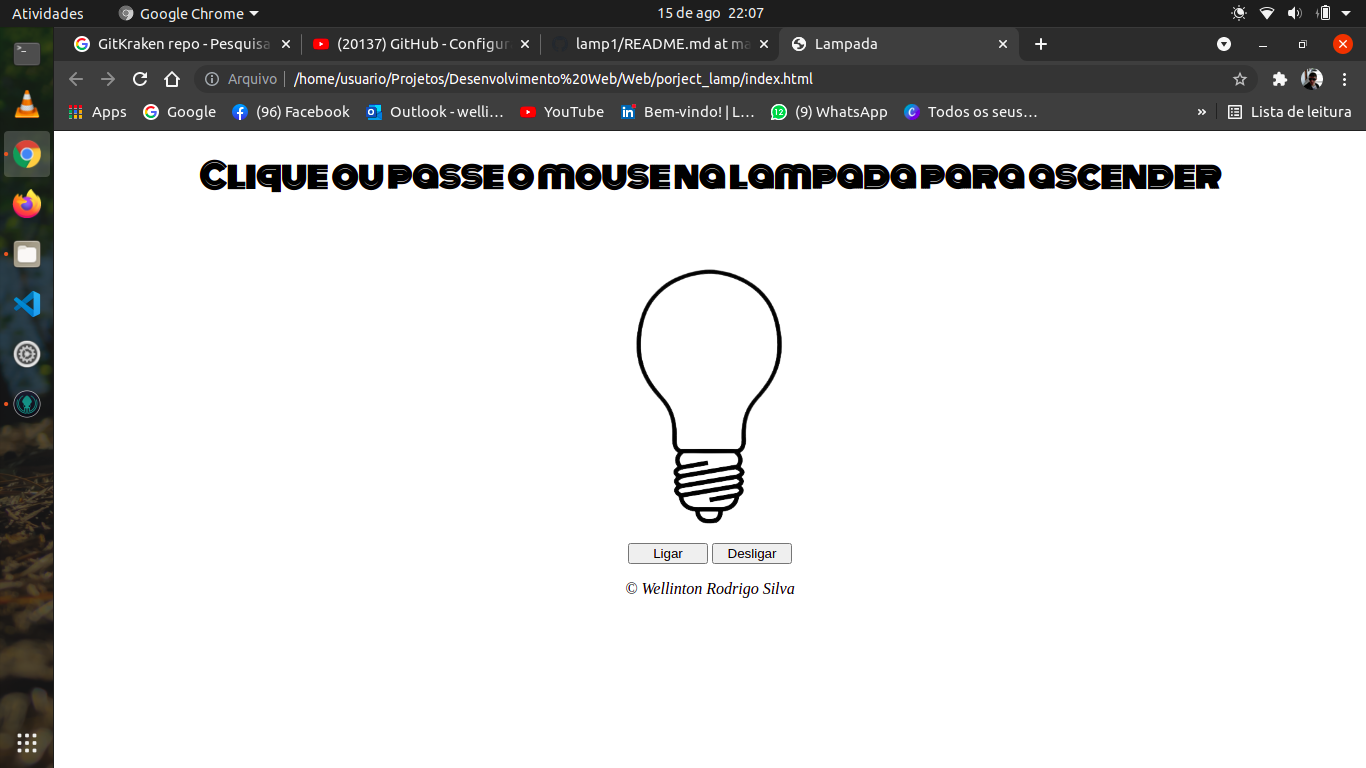 Atividades Google Chrome 15 de ago 22:07
GitKraken repo - Pesquisa (20137) GitHub - Configur lamp1/README.md at ma Lampada
Arquivo /home/usuario/Projetos/Desenvolvimento%20Web/Web/porject_lamp/index.html
Apps Google (96) Facebook Outlook - welli… YouTube Bem-vindo! | L… (9) WhatsApp Todos os seus… » Lista de leitura
Clique ou passe o mouse na lampada para ascender
Ligar Desligar
© Wellinton Rodrigo Silva